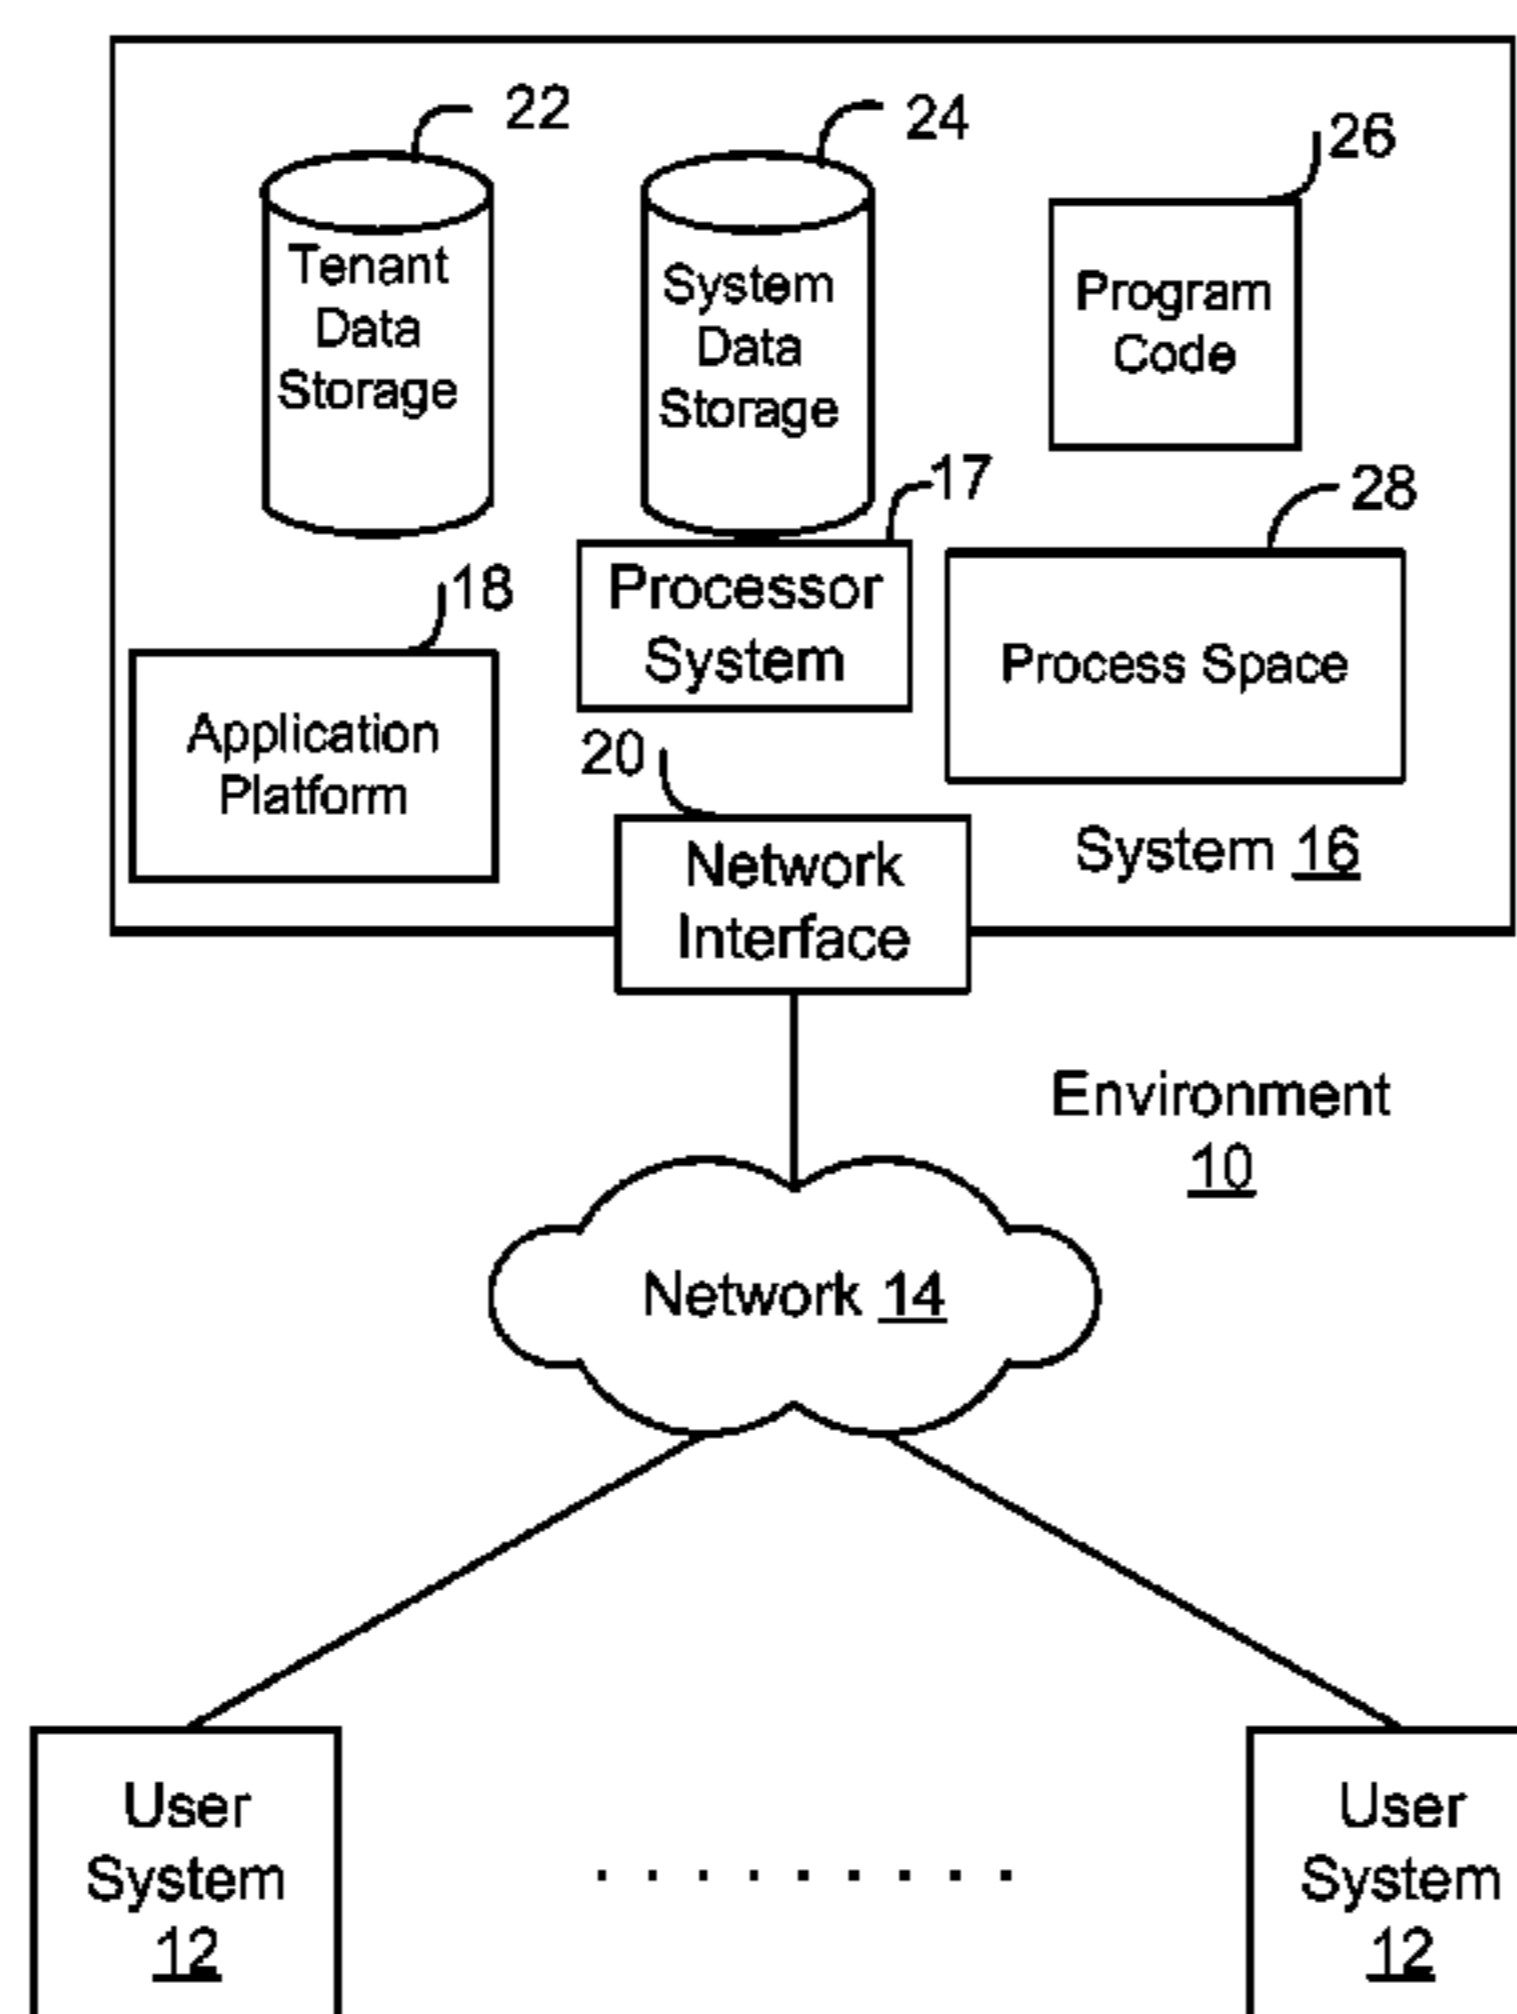 22
24
26
Tenant
Data
Storage
System
Data
Storage
Program
Code
17
28
18
Processor
System
Process Space
Application
Platform
20
System 16
Network
Interface
Environment
10
Network 14
User
System
12
. . . . . . . . .
User
System
12